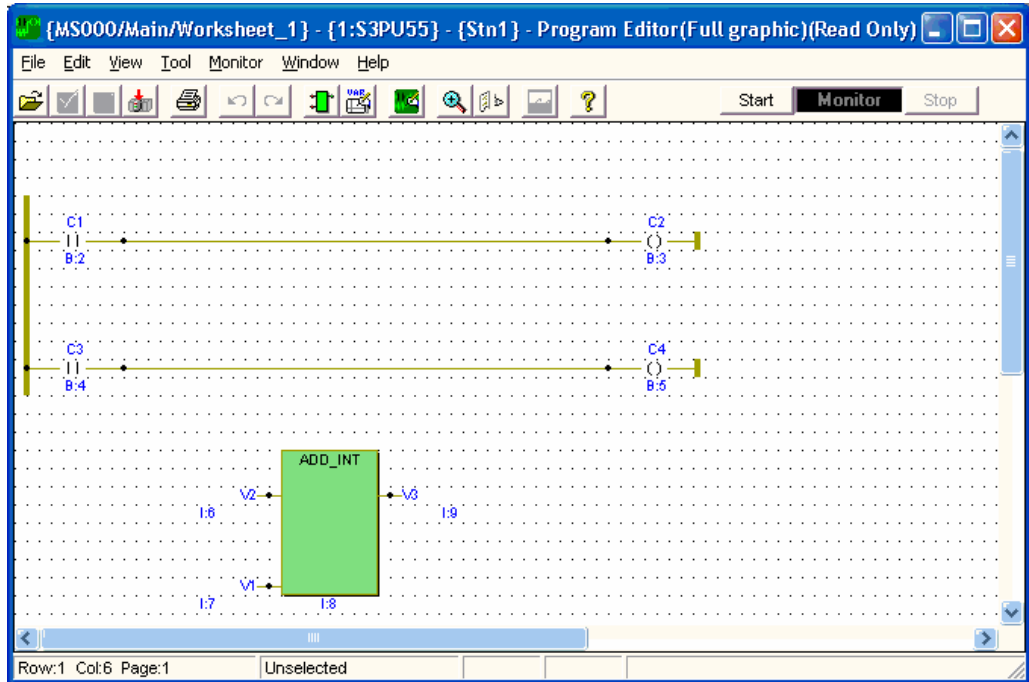 {MS000/Main/Worksheet_1} - {1:S3PU55} - {Stn1} - Program Editor(Full graphic)(Read Only)
File Edit View Tool Monitor Window Help
VAR Start Monitor Stop
C1 C2
B:2 B:3
C3 C4
B:4 B:5
ADD_INT
V2 V3
I:6 I:9
V1
I:7 I:8
Row:1 Col:6 Page:1 Unselected